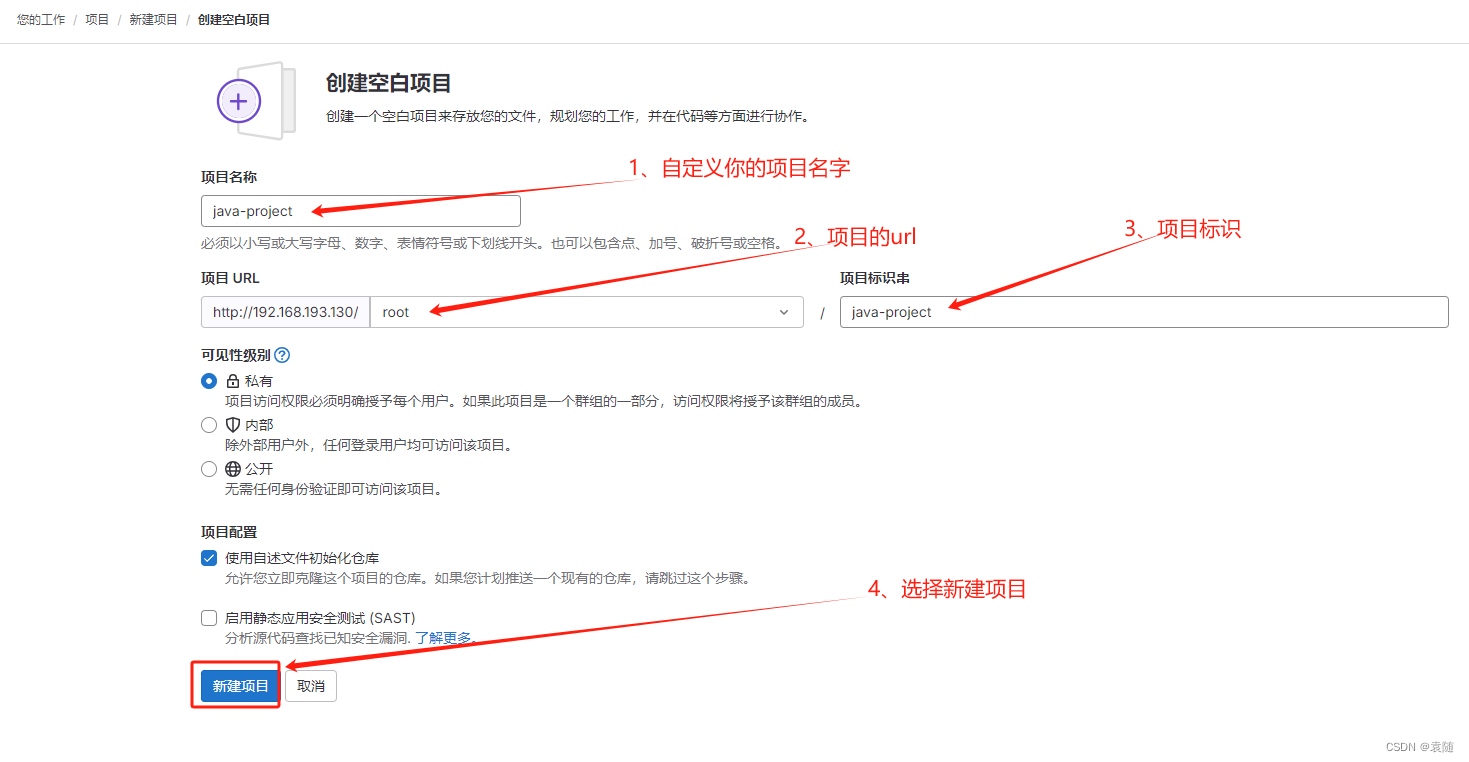 您的工作 / 项目 / 新建项目 / 创建空白项目
创建空白项目
创建一个空白项目来存放您的文件，规划您的工作，并在代码等方面进行协作。
1、自定义你的项目名字
项目名称
java-project
必须以小写或大写字母、数字、表情符号或下划线开头。也可以包含点、加号、破折号或空格。
2、项目的url
3、项目标识
项目 URL
项目标识串
http://192.168.193.130/ root / java-project
可见性级别
私有
项目访问权限必须明确授予每个用户。如果此项目是一个群组的一部分，访问权限将授予该群组的成员。
内部
除外部用户外，任何登录用户均可访问该项目。
公开
无需任何身份验证即可访问该项目。
项目配置
使用自述文件初始化仓库
允许您立即克隆这个项目的仓库。如果您计划推送一个现有的仓库，请跳过这个步骤。
4、选择新建项目
启用静态应用安全测试 (SAST)
分析源代码查找已知安全漏洞. 了解更多。
新建项目 取消
CSDN @袁随